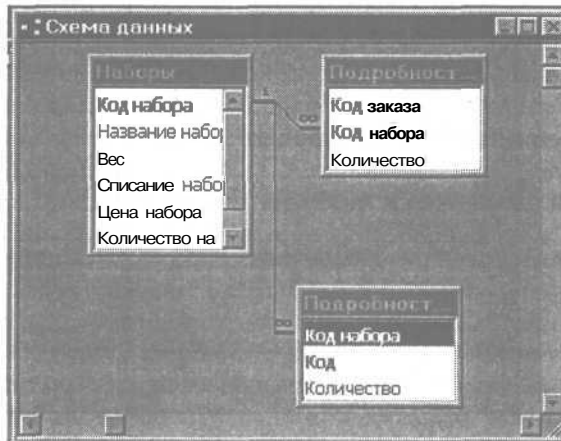 Схема данных
Наборы
Код набора
Название набо
Вес
Списание набо
Цена набора
Количество на
1
∞
Подробност
Код заказа
Код набора
Количество
∞
Подробност
Код набора
Код
Количество